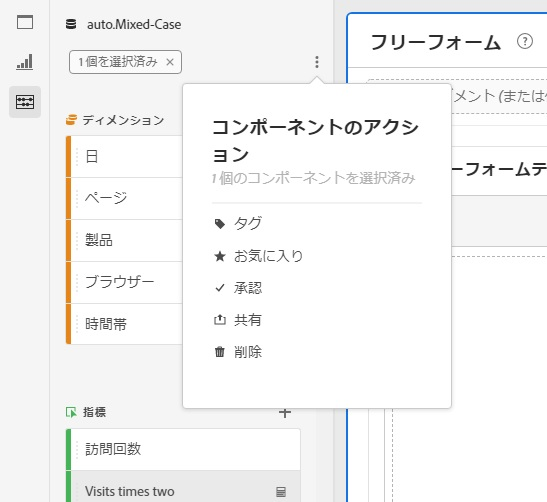 auto.Mixed-Case
1個を選択済み ×
フリーフォーム ?
コンポーネントのアクシ
ョン
1個のコンポーネントを選択済み
タグ
お気に入り
承認
共有
削除
ディメンション
日
ページ
製品
ブラウザー
時間帯
指標 +
訪問回数
Visits times two
メント (または
ーフォームテ